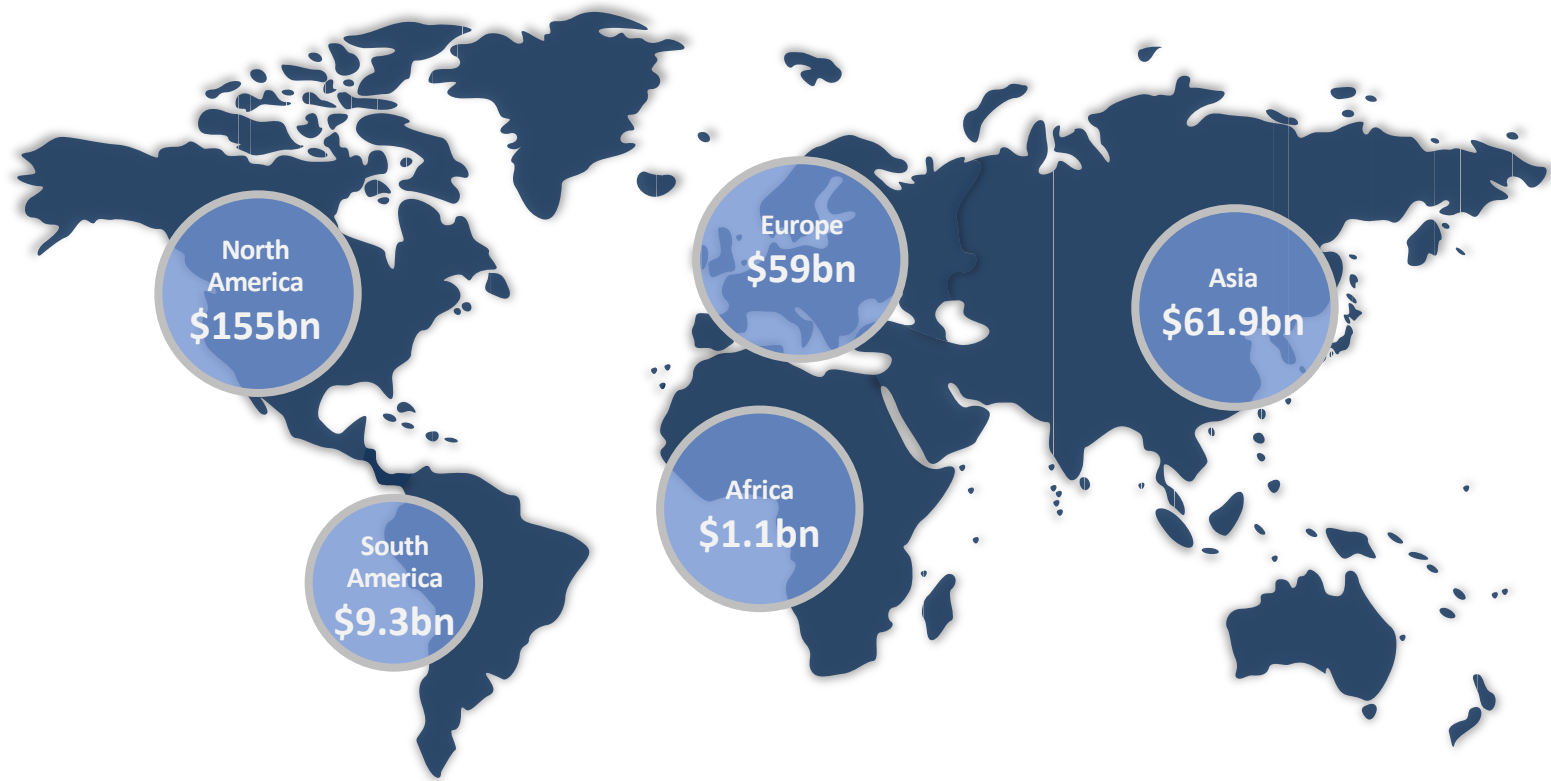 North
America
$155bn
Europe
$59bn
Asia
$61.9bn
Africa
$1.1bn
South
America
$9.3bn